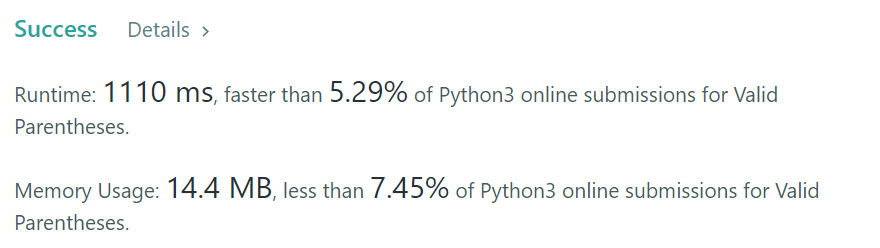 Success Details >
Runtime: 1110 ms, faster than 5.29% of Python3 online submissions for Valid
Parentheses.
Memory Usage: 14.4 MB, less than 7.45% of Python3 online submissions for Valid
Parentheses.